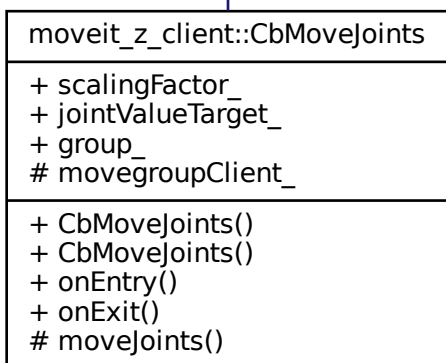 moveit_z_client::CbMoveJoints
+ scalingFactor_
+ jointValueTarget_
+ group_
# movegroupClient_
+ CbMoveJoints()
+ CbMoveJoints()
+ onEntry()
+ onExit()
# moveJoints()